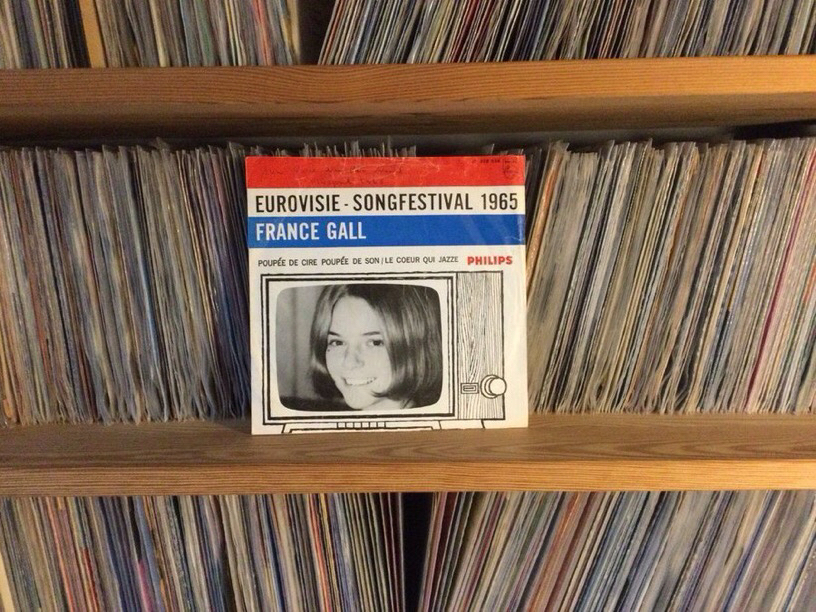 EUROVISIE - SONGFESTIVAL 1965
FRANCE GALL
POUPÉE DE CIRE POUPÉE DE SON / LE COEUR QUI JAZZE PHILIPS